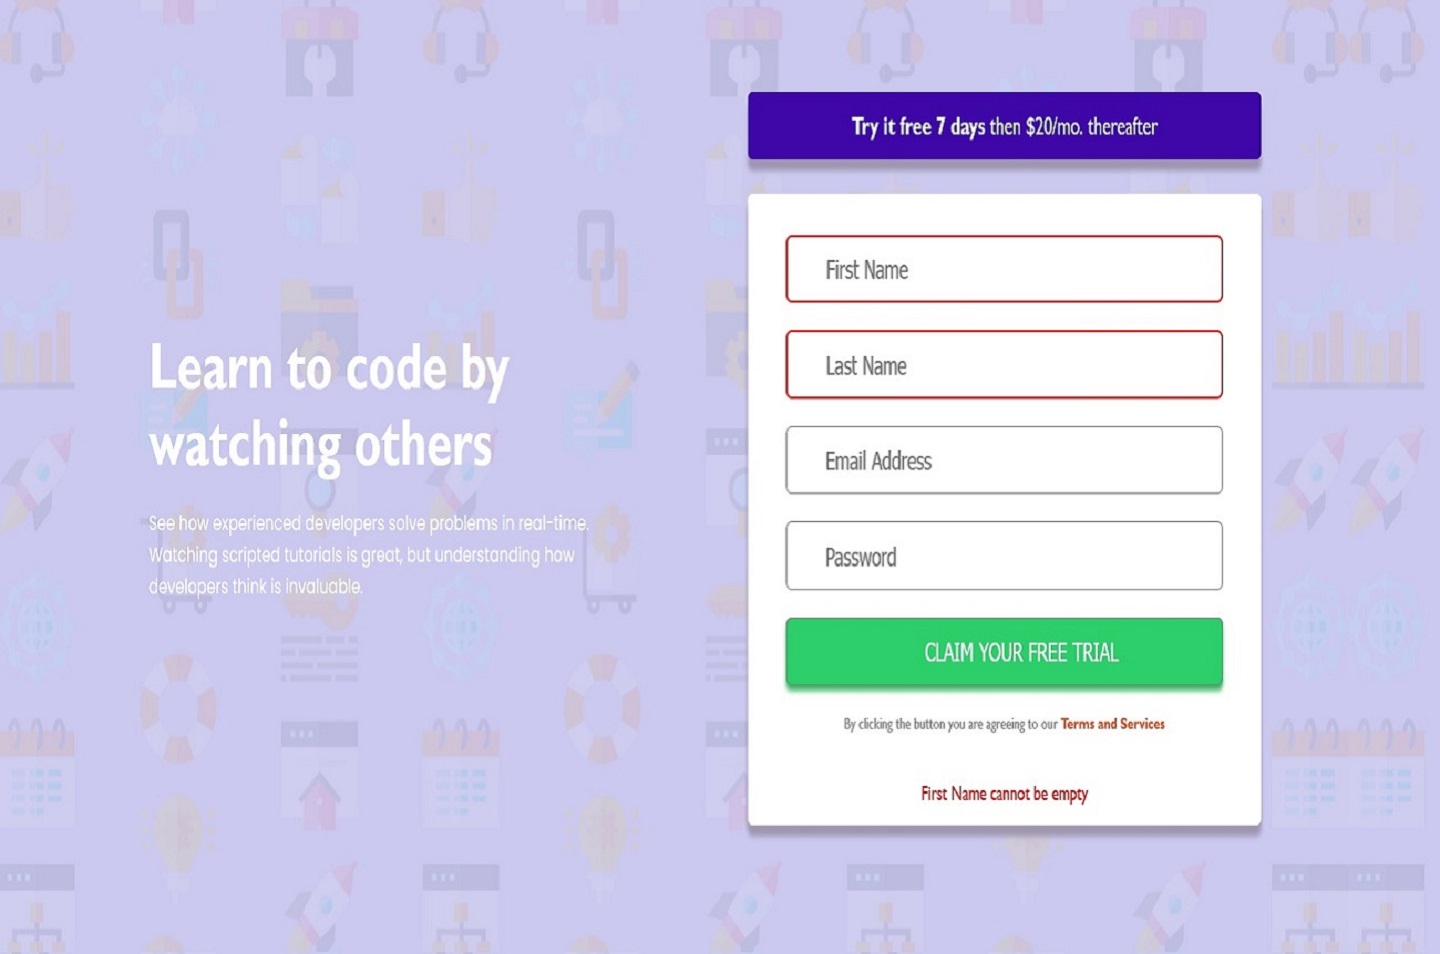 Learn to code by
watching others
See how experienced developers solve problems in real-time.
Watching scripted tutorials is great, but understanding how
developers think is invaluable.
Try it free 7 days then $20/mo. thereafter
First Name
Last Name
Email Address
Password
CLAIM YOUR FREE TRIAL
By clicking the button you are agreeing to our Terms and Services
First Name cannot be empty